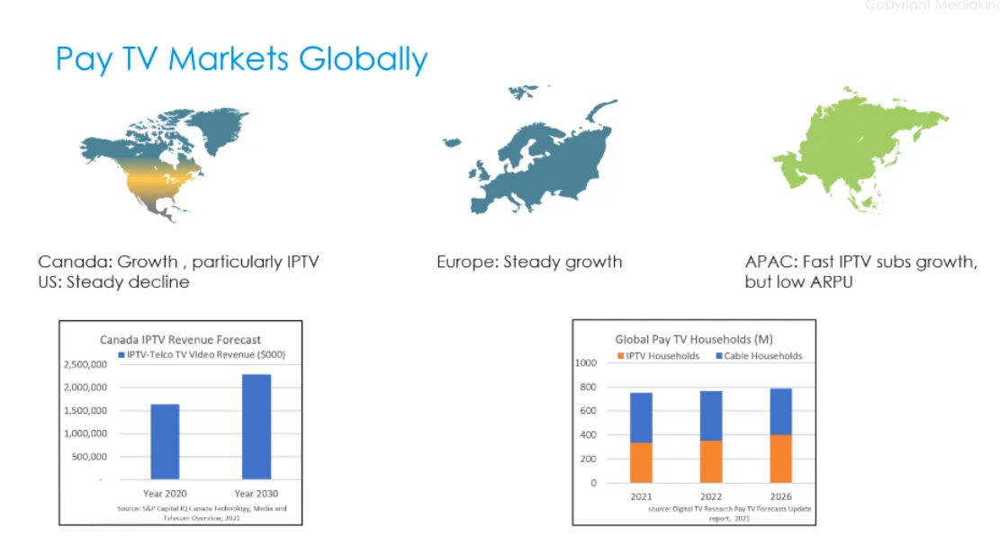 Copyright Mediakind
Pay TV Markets Globally
Canada: Growth , particularly IPTV
US: Steady decline
Europe: Steady growth
APAC: Fast IPTV subs growth,
but low ARPU
Canada IPTV Revenue Forecast
IPTV-Telco TV Video Revenue ($000)
2,500,000
2,000,000
1,500,000
1,000,000
500,000
-
Year 2020 Year 2030
Source: S&P Capital IQ Canada Technology, Media and
Telecom Overview, 2021
Global Pay TV Households (M)
IPTV Households Cable Households
1000
800
600
400
200
0
2021 2022 2026
source: Digital TV Research Pay TV Forecasts Update
report, 2021